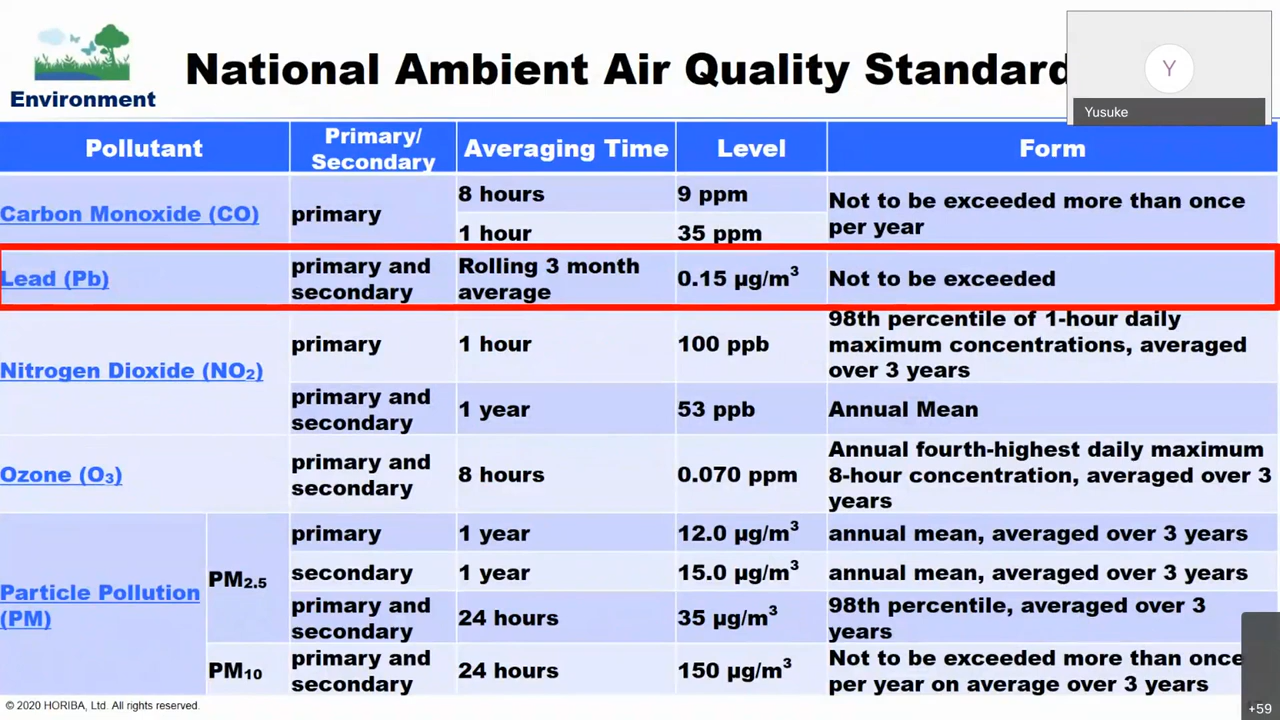 National Ambient Air Quality Standard
Environment
Y
Yusuke
Pollutant
Primary/
Secondary
Averaging Time
Level
Form
Carbon Monoxide (CO)
primary
8 hours
9 ppm
Not to be exceeded more than once
per year
1 hour
35 ppm
Lead (Pb)
primary and
secondary
Rolling 3 month
average
0.15 µg/m³
Not to be exceeded
Nitrogen Dioxide (NO₂)
primary
1 hour
100 ppb
98th percentile of 1-hour daily
maximum concentrations, averaged
over 3 years
primary and
secondary
1 year
53 ppb
Annual Mean
Ozone (O₃)
primary and
secondary
8 hours
0.070 ppm
Annual fourth-highest daily maximum
8-hour concentration, averaged over 3
years
Particle Pollution
(PM)
PM₂.₅
primary
1 year
12.0 µg/m³
annual mean, averaged over 3 years
secondary
1 year
15.0 µg/m³
annual mean, averaged over 3 years
primary and
secondary
24 hours
35 µg/m³
98th percentile, averaged over 3
years
PM₁₀
primary and
secondary
24 hours
150 µg/m³
Not to be exceeded more than once
per year on average over 3 years
© 2020 HORIBA, Ltd. All rights reserved.
+59